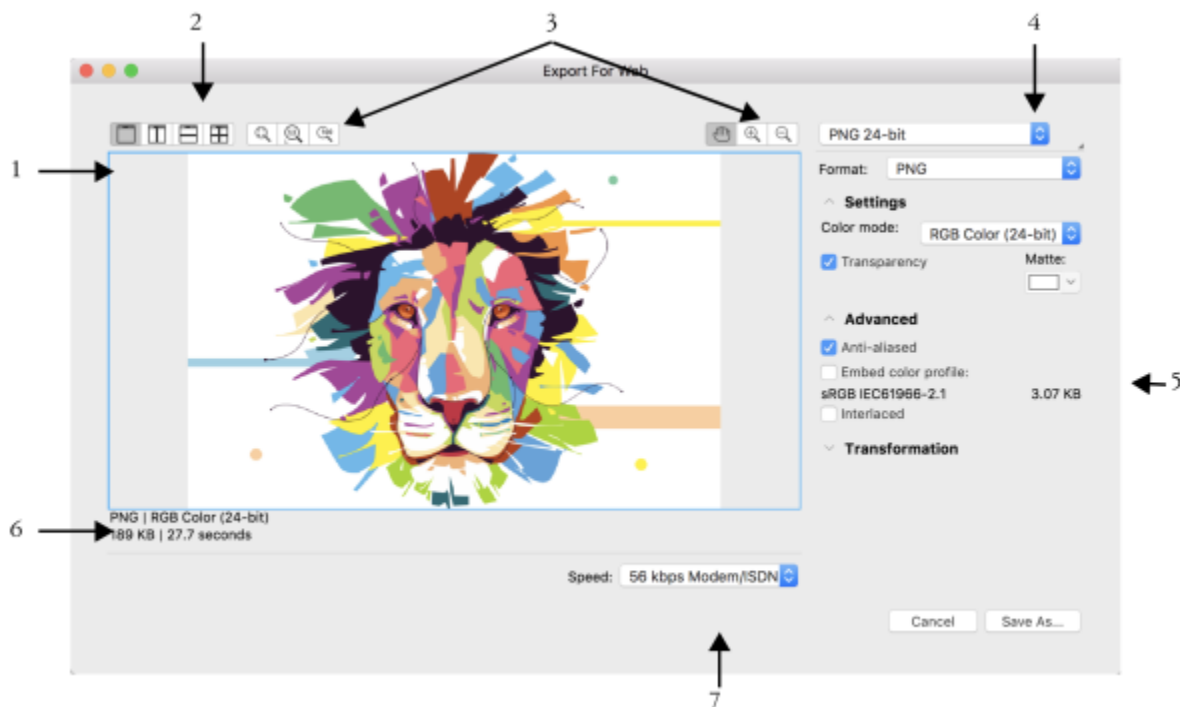 2
3
4
Export For Web
PNG 24-bit
1
Format: PNG
Settings
Color mode: RGB Color (24-bit)
Transparency
Matte:
Advanced
Anti-aliased
Embed color profile:
5
sRGB IEC61966-2.1 3.07 KB
Interlaced
Transformation
PNG | RGB Color (24-bit)
6
189 KB | 27.7 seconds
Speed: 56 kbps Modem/ISDN
Cancel Save As...
7